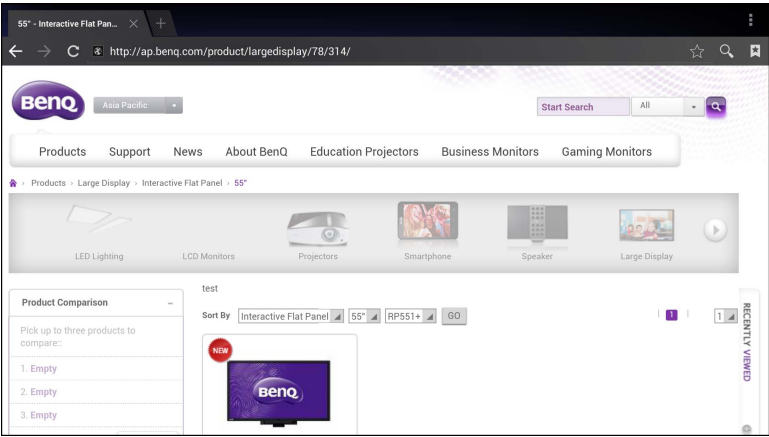 55" - Interactive Flat Pan...
http://ap.benq.com/product/largedisplay/78/314/
BenQ
Asia Pacific
Start Search
All
Products Support News About BenQ Education Projectors Business Monitors Gaming Monitors
Products › Large Display › Interactive Flat Panel › 55"
LED Lighting LCD Monitors Projectors Smartphone Speaker Large Display
Product Comparison
Pick up to three products to
compare::
1. Empty
2. Empty
3. Empty
test
Sort By Interactive Flat Panel 55" RP551+ GO
1
1
NEW
BenQ
RECENTLY VIEWED